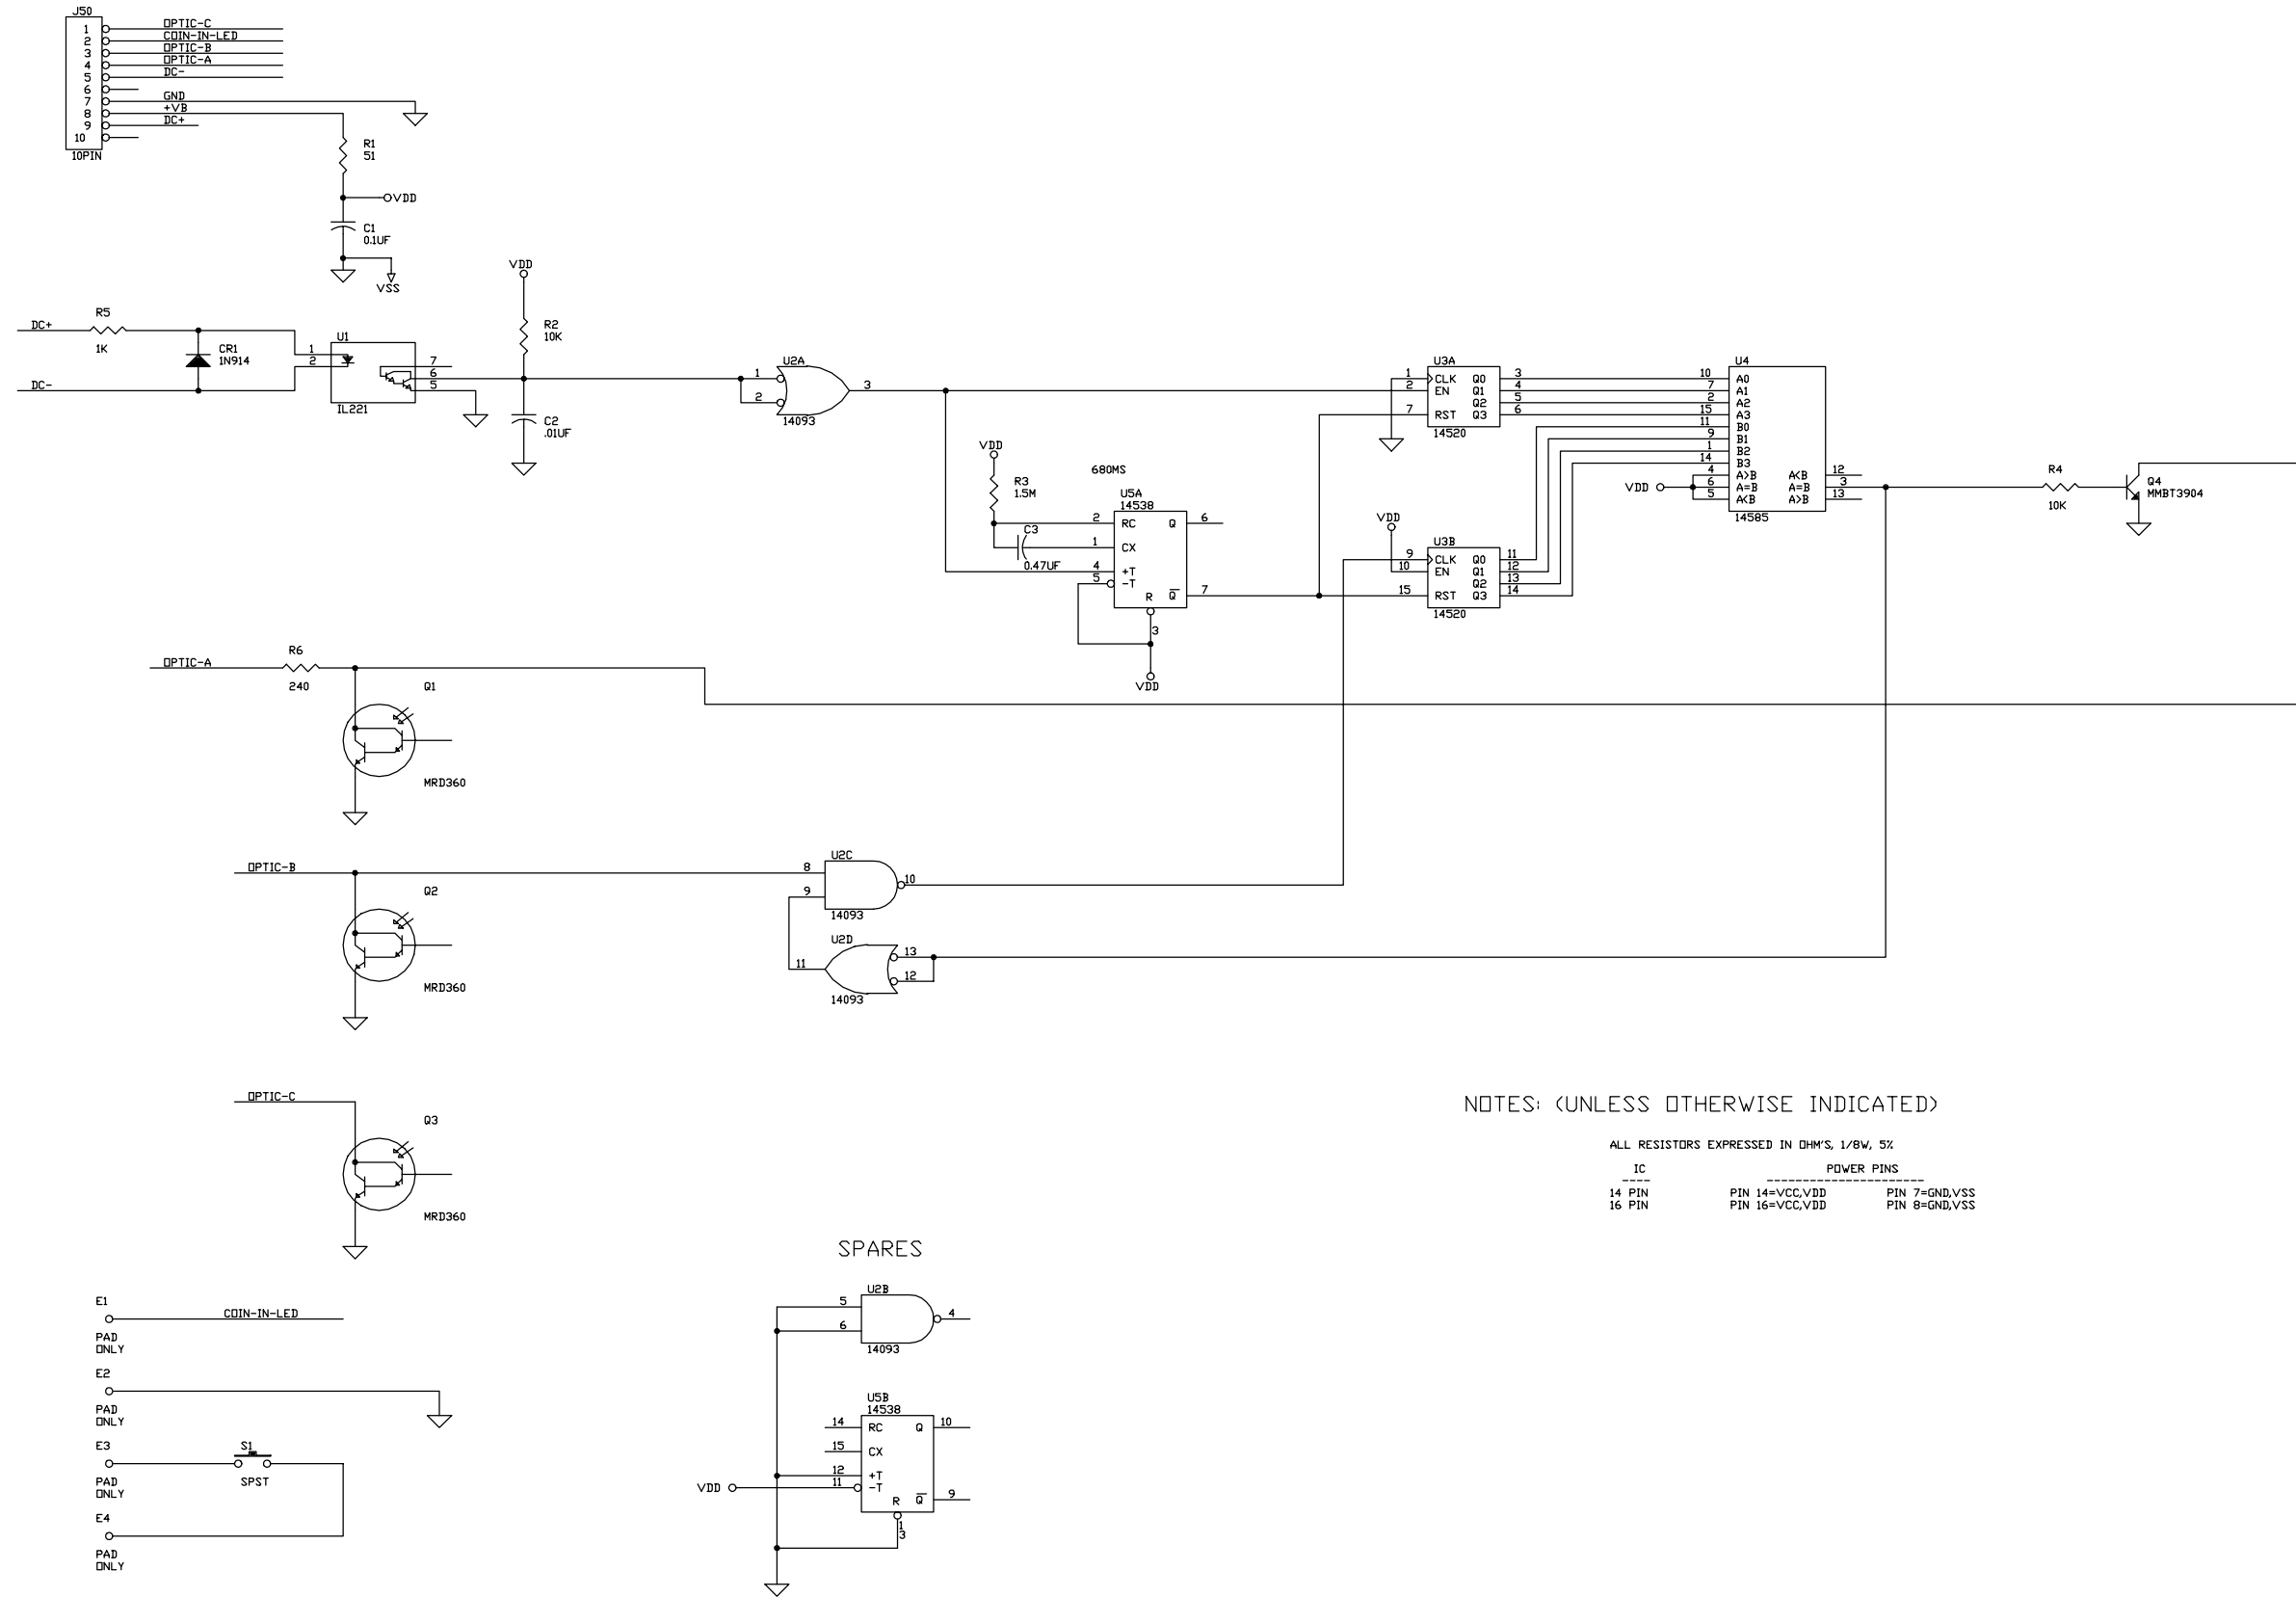 J50
1 OPTIC-C
2 COIN-IN-LED
3 OPTIC-B
4 OPTIC-A
5 DC-
6
7 GND
8 +VB
9 DC+
10
10PIN
R1
51
VDD
C1
0.1UF
VSS
DC+
R5
1K
CR1
1N914
DC-
U1
1
2
7
6
5
IL221
VDD
R2
10K
C2
.01UF
U2A
1
2
3
14093
VDD
R3
1.5M
C3
0.47UF
680MS
U5A
14538
2 RC Q 6
1 CX
4 +T
5 -T
R Q 7
3
VDD
U3A
1 CLK Q0 3
2 EN Q1 4
Q2 5
7 RST Q3 6
14520
VDD
U3B
9 CLK Q0 11
10 EN Q1 12
Q2 13
15 RST Q3 14
14520
U4
10 A0
7 A1
2 A2
15 A3
11 B0
9 B1
1 B2
14 B3
4 A>B A<B 12
VDD 6 A=B A=B 3
5 A<B A>B 13
14585
R4
10K
Q4
MMBT3904
OPTIC-A
R6
240
Q1
MRD360
OPTIC-B
Q2
MRD360
U2C
8
9
10
14093
U2D
13
12
11
14093
OPTIC-C
Q3
MRD360
NOTES: (UNLESS OTHERWISE INDICATED)
ALL RESISTORS EXPRESSED IN OHM'S, 1/8W, 5%
IC POWER PINS
---- -----------------------
14 PIN PIN 14=VCC,VDD PIN 7=GND,VSS
16 PIN PIN 16=VCC,VDD PIN 8=GND,VSS
SPARES
U2B
5
6
4
14093
U5B
14538
14 RC Q 10
15 CX
12 +T
VDD 11 -T
R Q 9
1
3
E1
COIN-IN-LED
PAD
ONLY
E2
PAD
ONLY
E3
S1
SPST
PAD
ONLY
E4
PAD
ONLY